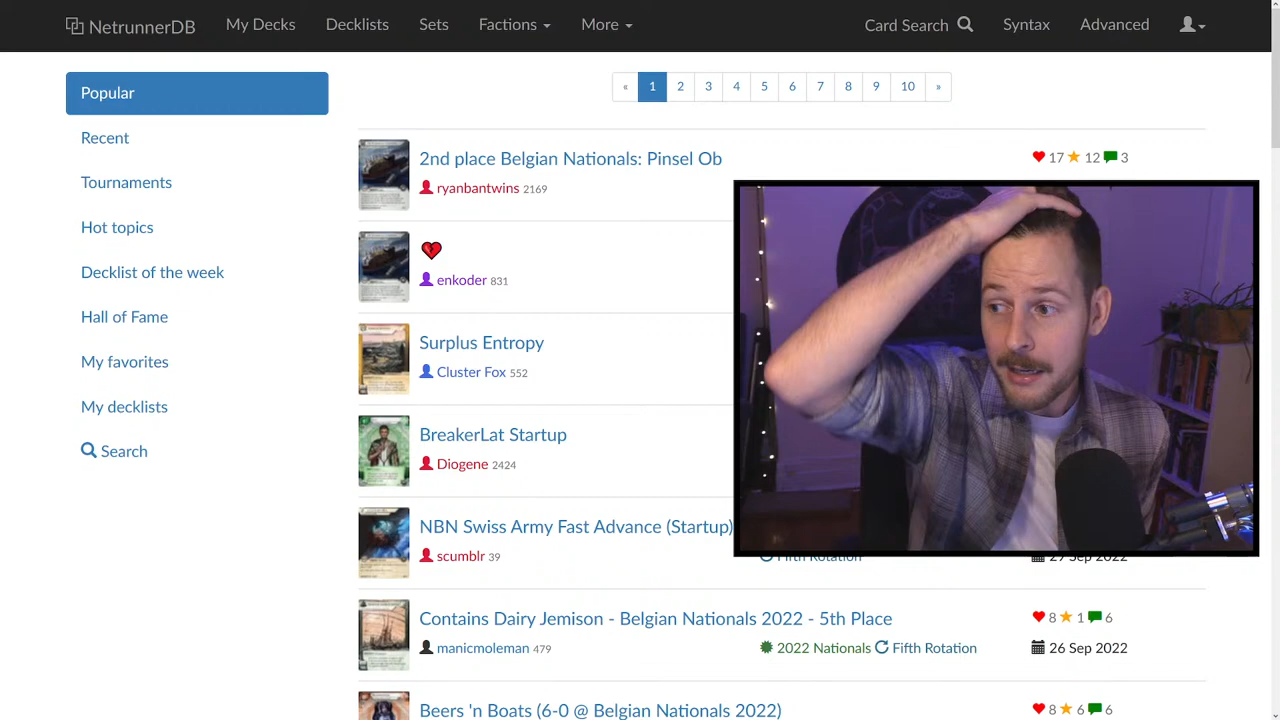 NetrunnerDB My Decks Decklists Sets Factions More Card Search Syntax Advanced
Popular
Recent
Tournaments
Hot topics
Decklist of the week
Hall of Fame
My favorites
My decklists
Search
« 1 2 3 4 5 6 7 8 9 10 »
2nd place Belgian Nationals: Pinsel Ob
17 12 3
ryanbantwins 2169
enkoder 831
Surplus Entropy
Cluster Fox 552
BreakerLat Startup
Diogene 2424
NBN Swiss Army Fast Advance (Startup)
scumblr 39
Fifth Rotation
29 Sep 2022
Contains Dairy Jemison - Belgian Nationals 2022 - 5th Place
8 1 6
manicmoleman 479
2022 Nationals Fifth Rotation
26 Sep 2022
Beers 'n Boats (6-0 @ Belgian Nationals 2022)
8 6 6